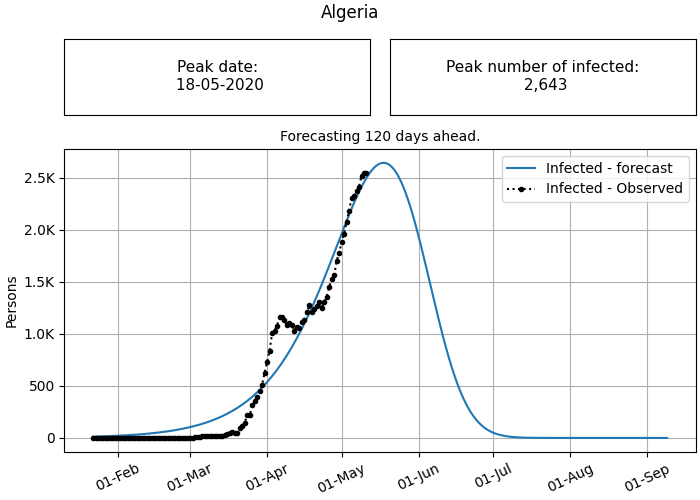 Algeria
Peak date:
18-05-2020
Peak number of infected:
2,643
Forecasting 120 days ahead.
Infected - forecast
Infected - Observed
Persons
2.5K
2.0K
1.5K
1.0K
500
0
01-Feb
01-Mar
01-Apr
01-May
01-Jun
01-Jul
01-Aug
01-Sep